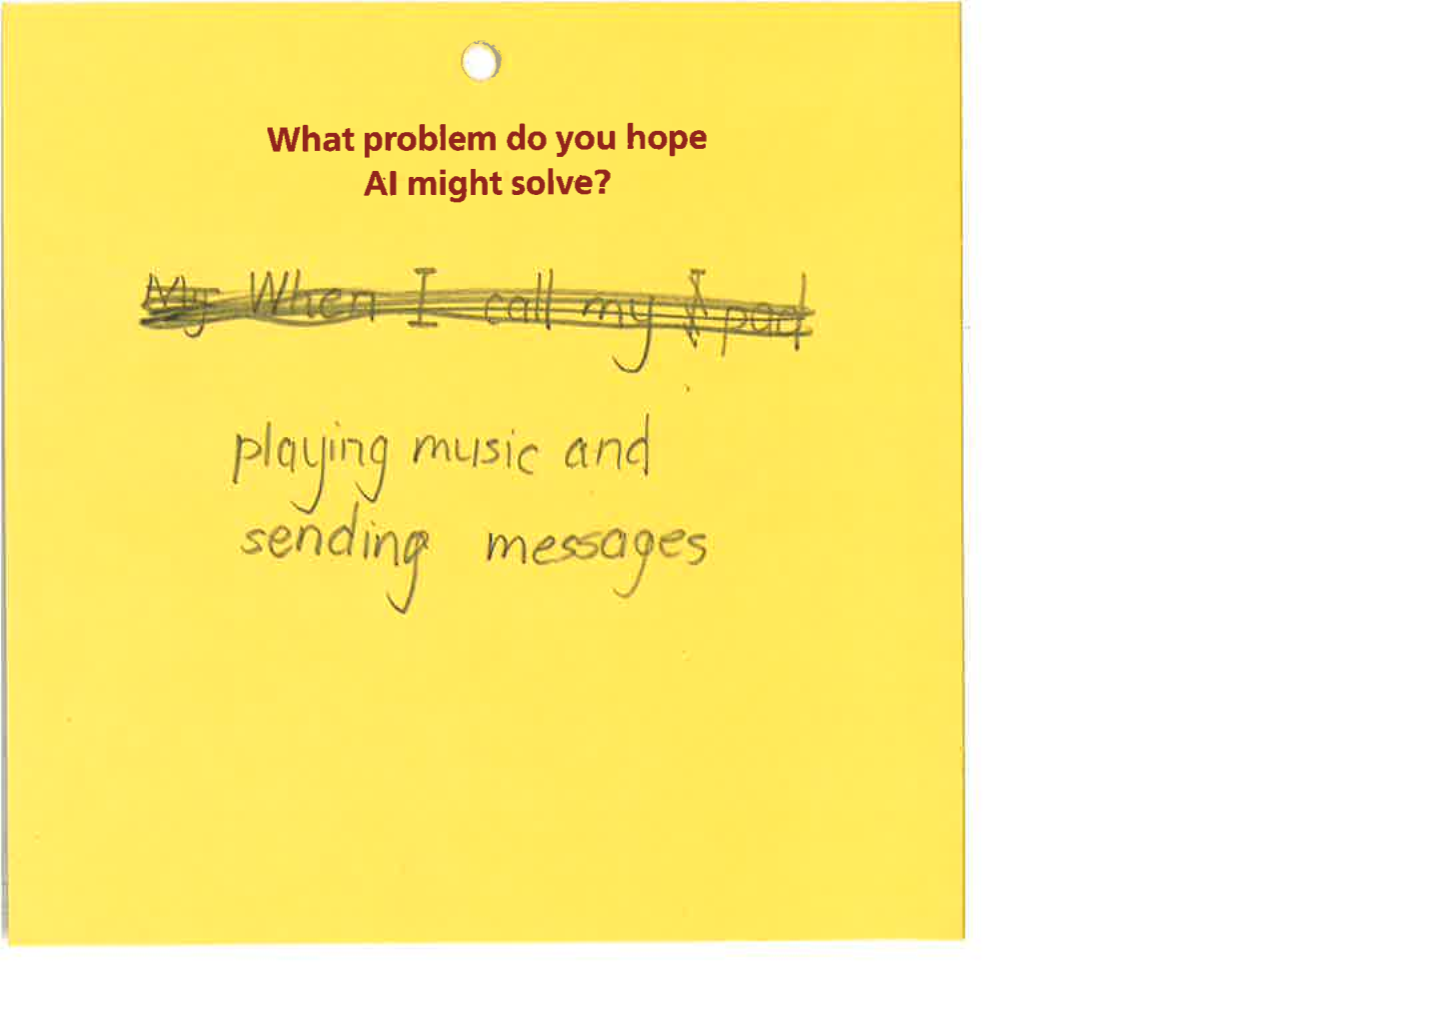 What problem do you hope
AI might solve?
My When I call my Ipad
playing music and
sending messages